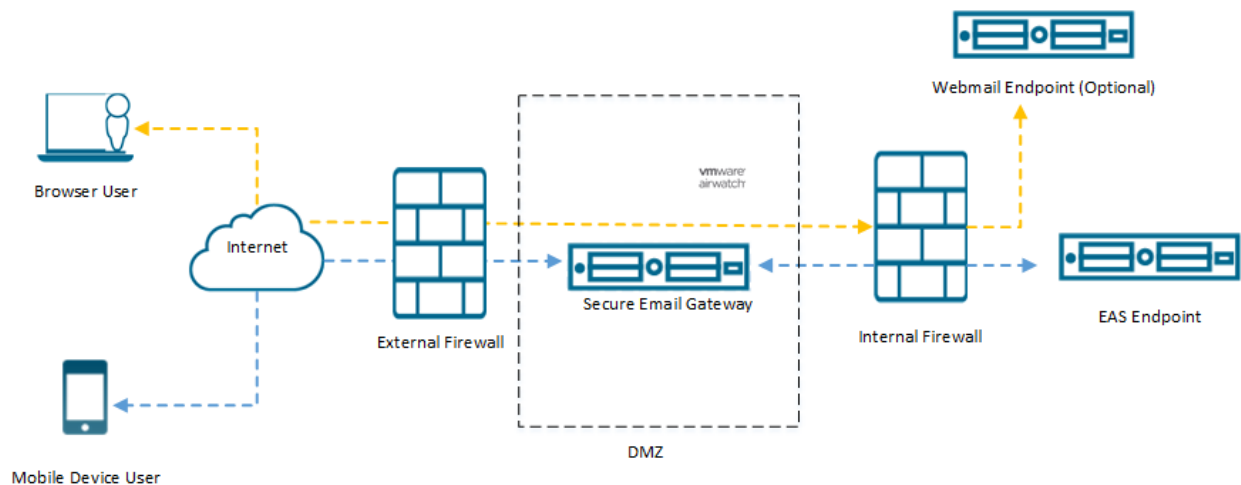 Webmail Endpoint (Optional)
Browser User
vmware
airwatch
Internet
Secure Email Gateway
EAS Endpoint
External Firewall
Internal Firewall
DMZ
Mobile Device User